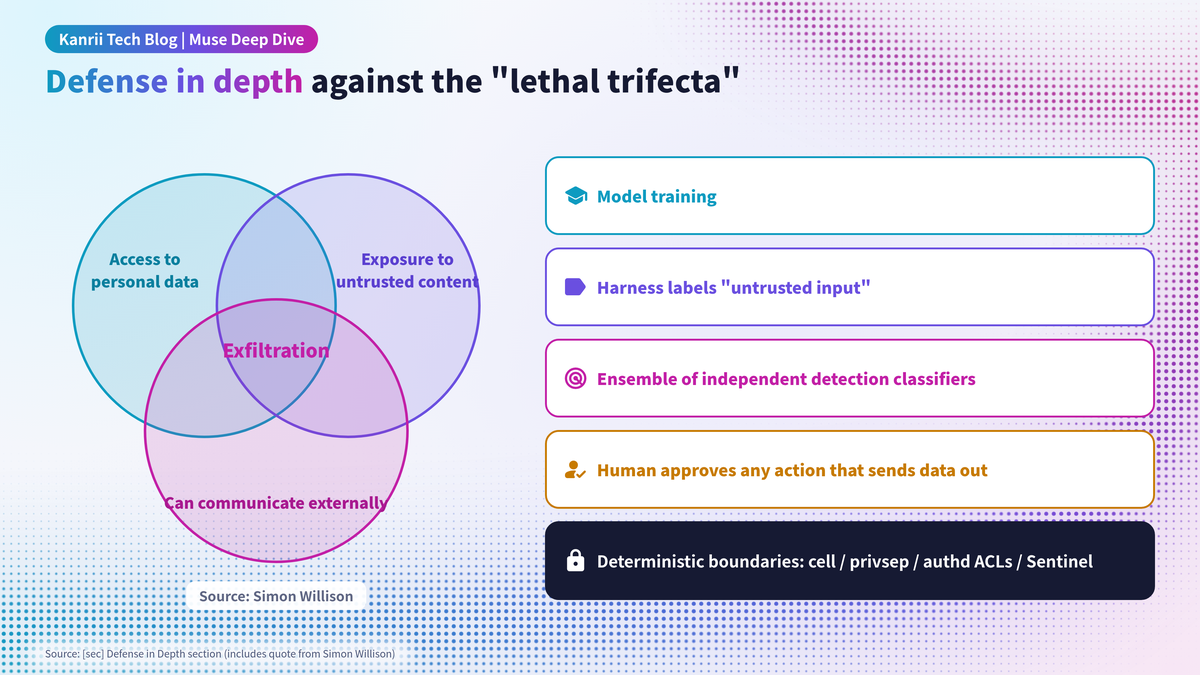 Kanrii Tech Blog | Muse Deep Dive
Defense in depth against the "lethal trifecta"
Access to
personal data
Exposure to
untrusted content
Exfiltration
Can communicate externally
Source: Simon Willison
Model training
Harness labels "untrusted input"
Ensemble of independent detection classifiers
Human approves any action that sends data out
Deterministic boundaries: cell / privsep / authd ACLs / Sentinel
Source: [sec] Defense in Depth section (includes quote from Simon Willison)